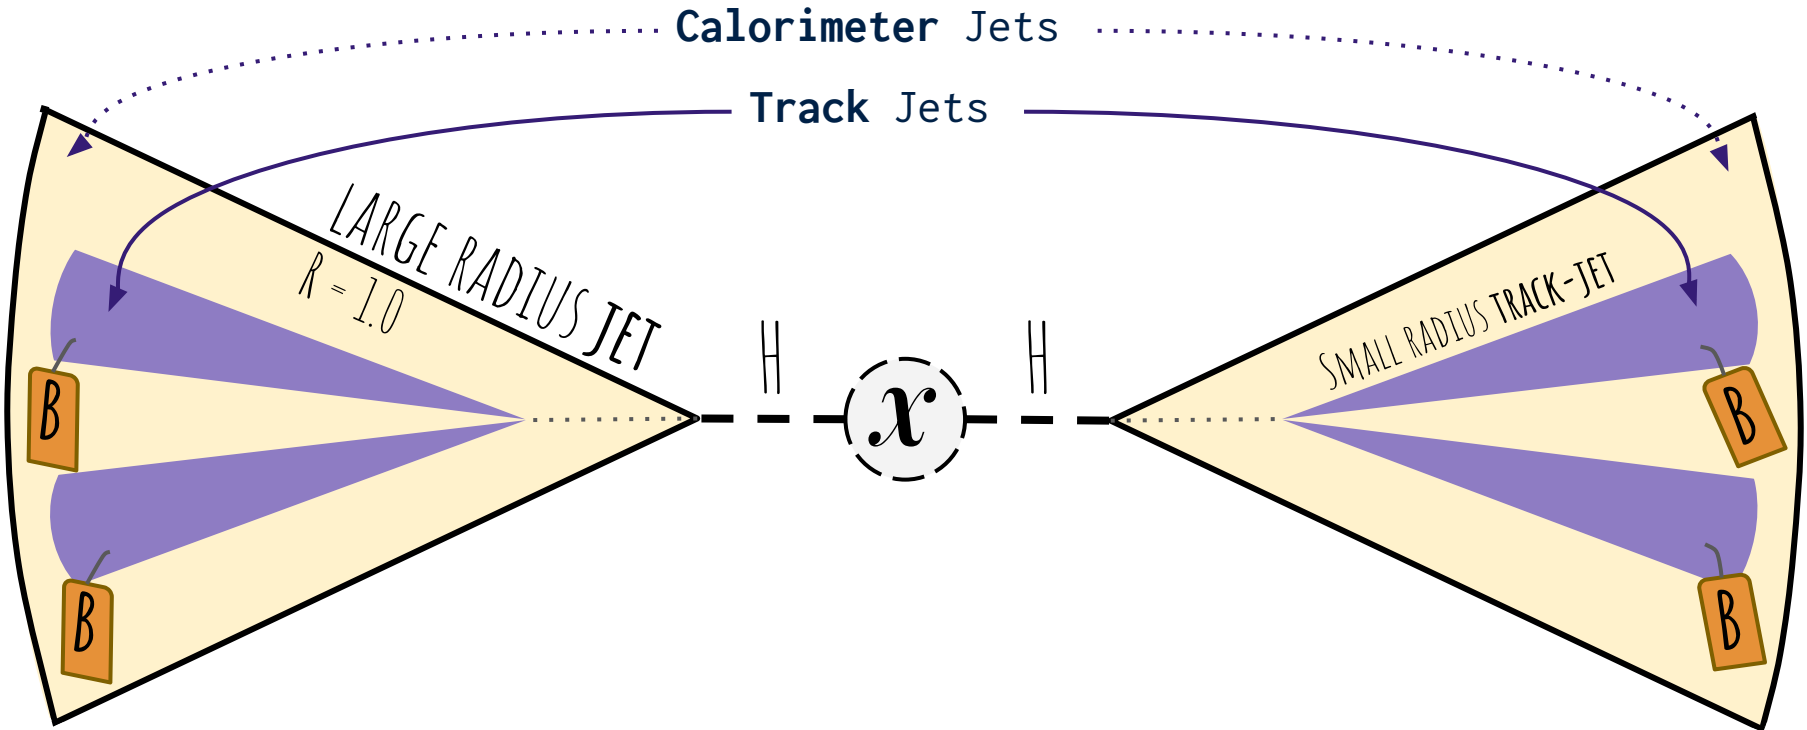 Calorimeter Jets
Track Jets
LARGE RADIUS JET
R = 1.0
SMALL RADIUS TRACK-JET
H
H
x
B
B
B
B